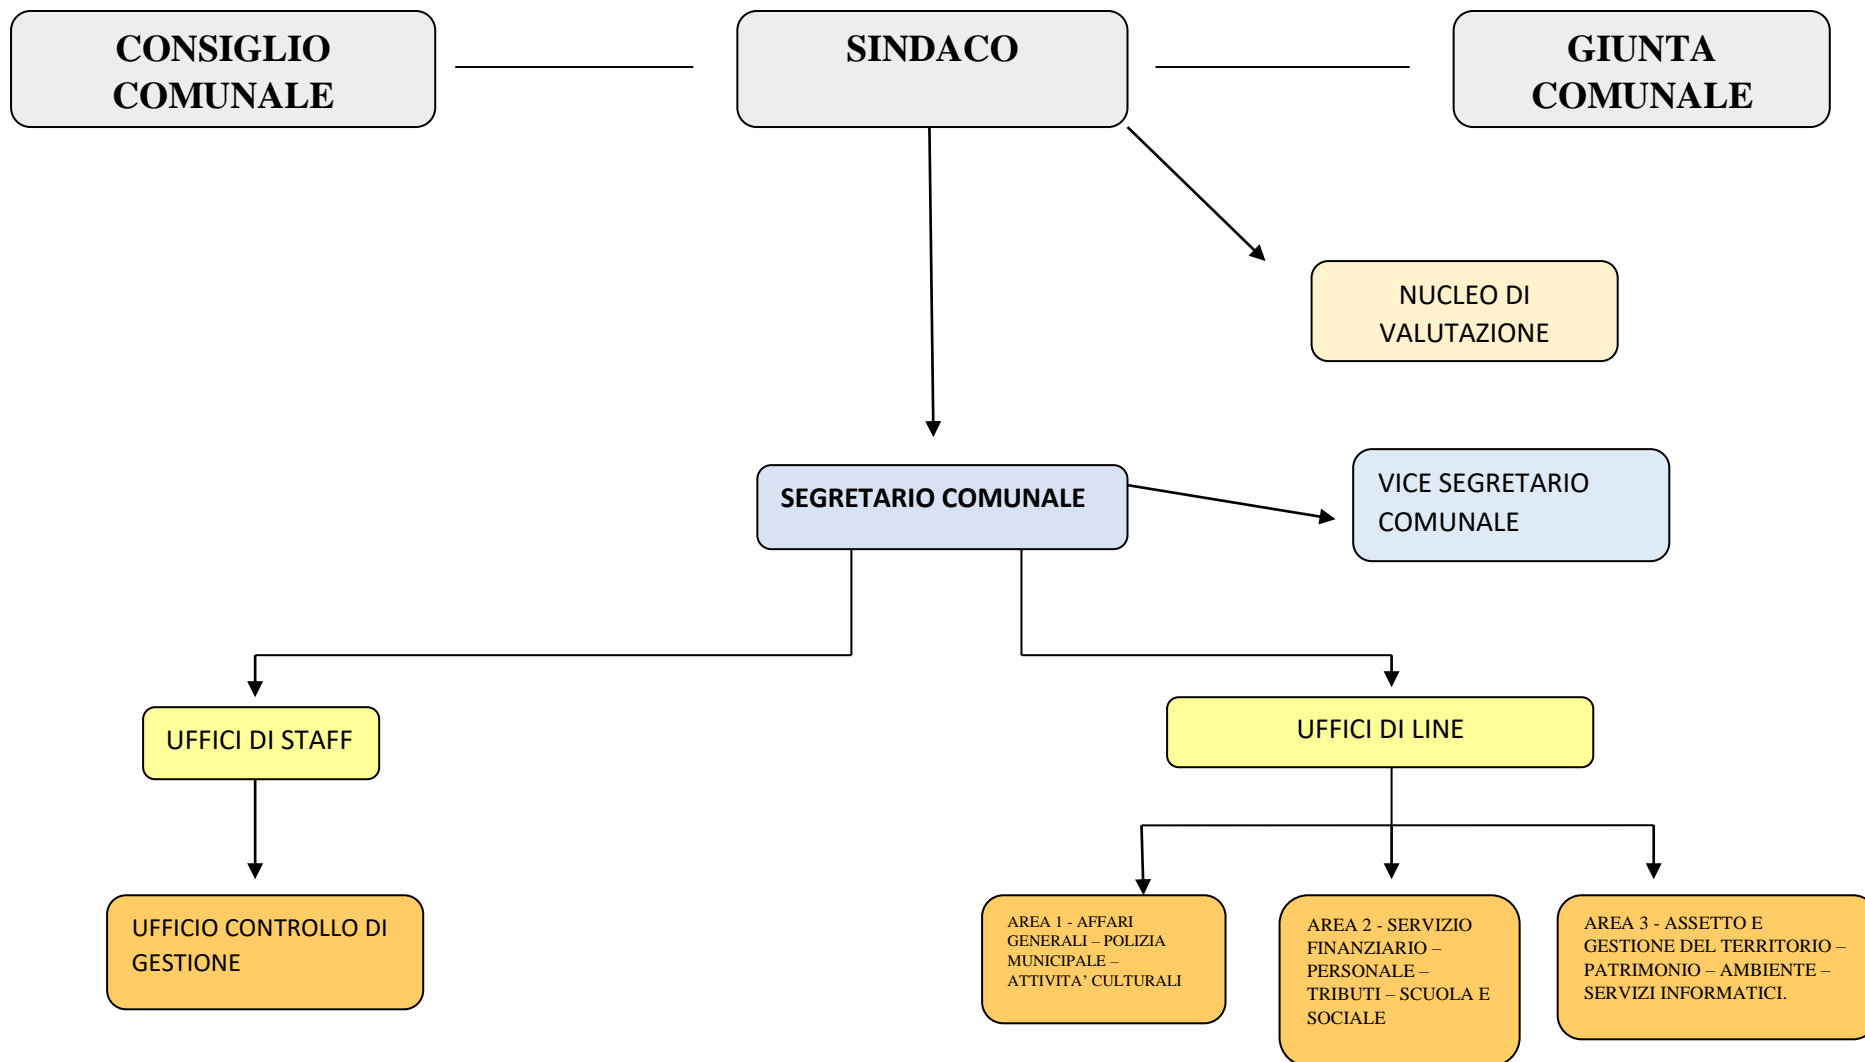 CONSIGLIO
COMUNALE
SINDACO
GIUNTA
COMUNALE
NUCLEO DI
VALUTAZIONE
SEGRETARIO COMUNALE
VICE SEGRETARIO
COMUNALE
UFFICI DI STAFF
UFFICI DI LINE
UFFICIO CONTROLLO DI
GESTIONE
AREA 1 - AFFARI
GENERALI – POLIZIA
MUNICIPALE –
ATTIVITA’ CULTURALI
AREA 2 - SERVIZIO
FINANZIARIO –
PERSONALE –
TRIBUTI – SCUOLA E
SOCIALE
AREA 3 - ASSETTO E
GESTIONE DEL TERRITORIO –
PATRIMONIO – AMBIENTE –
SERVIZI INFORMATICI.